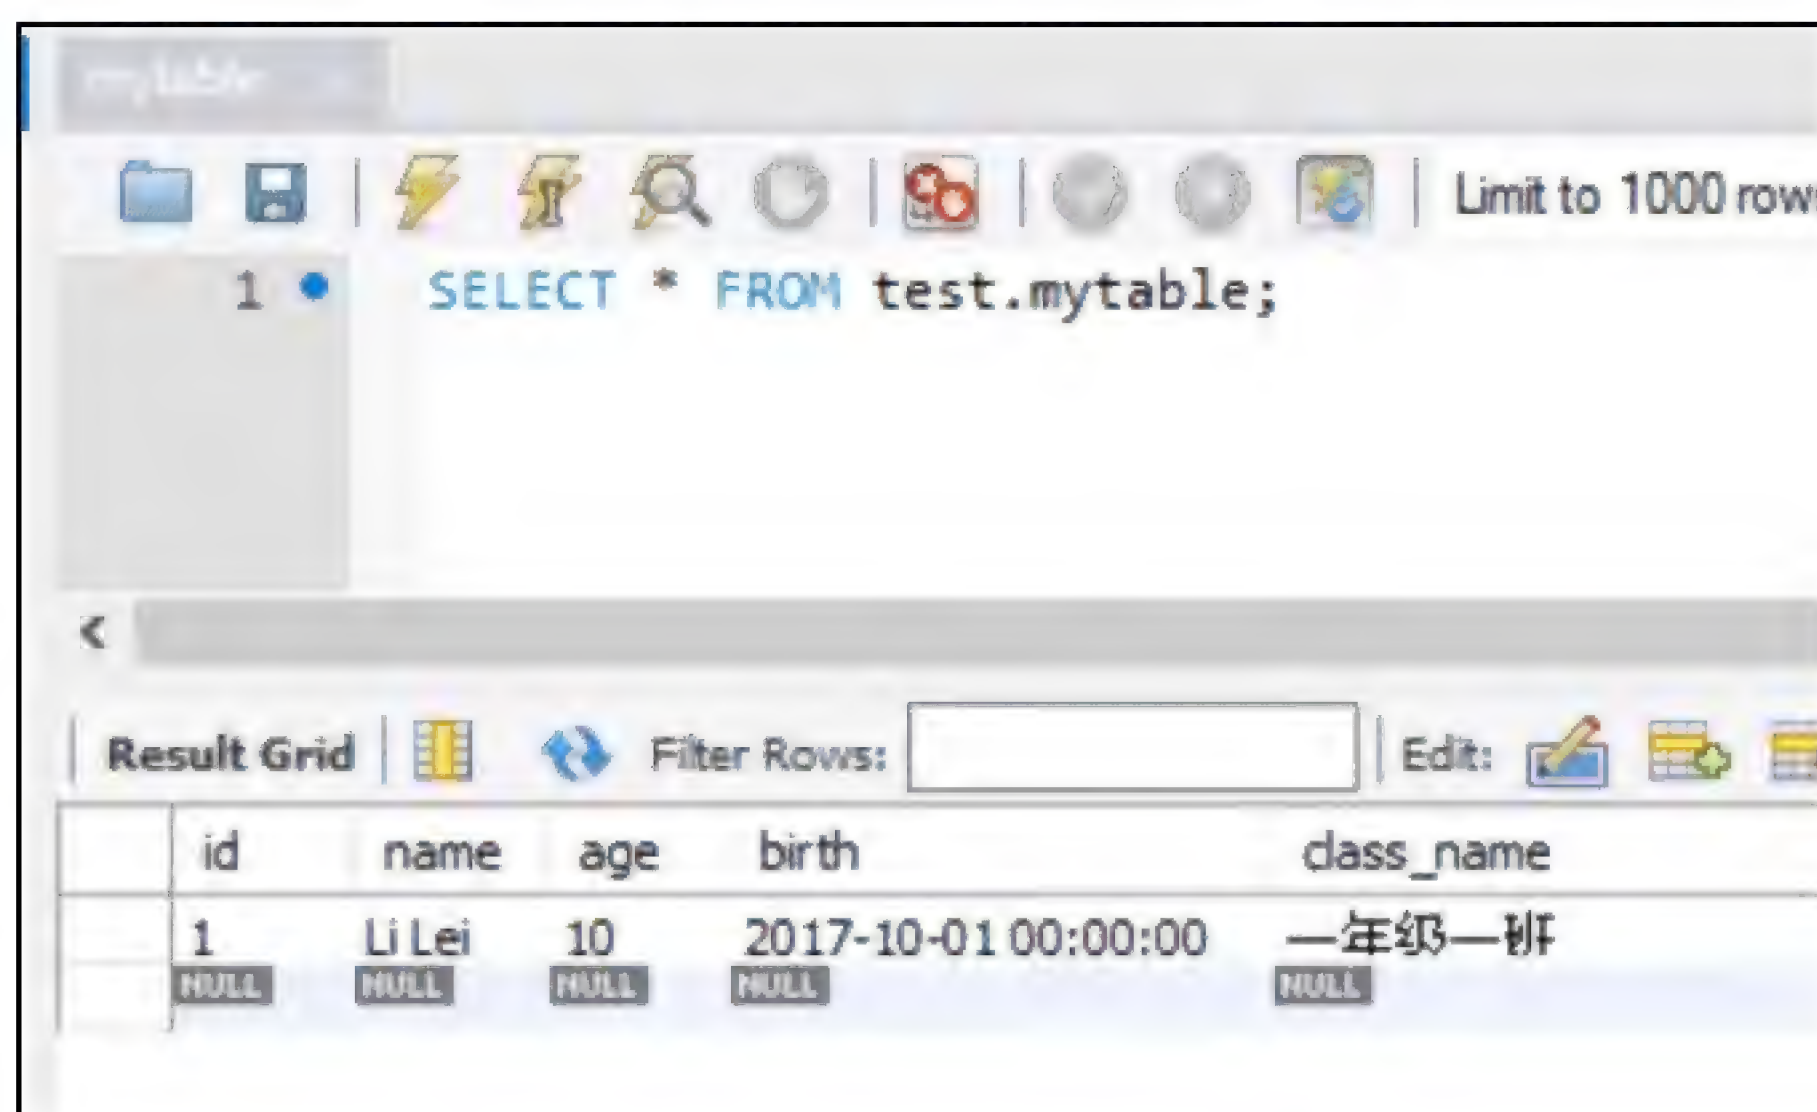 mytable
Limit to 1000 rows
1 SELECT * FROM test.mytable;
Result Grid Filter Rows: Edit:
id name age birth class_name
1 Li Lei 10 2017-10-01 00:00:00 一年级一班
NULL NULL NULL NULL NULL